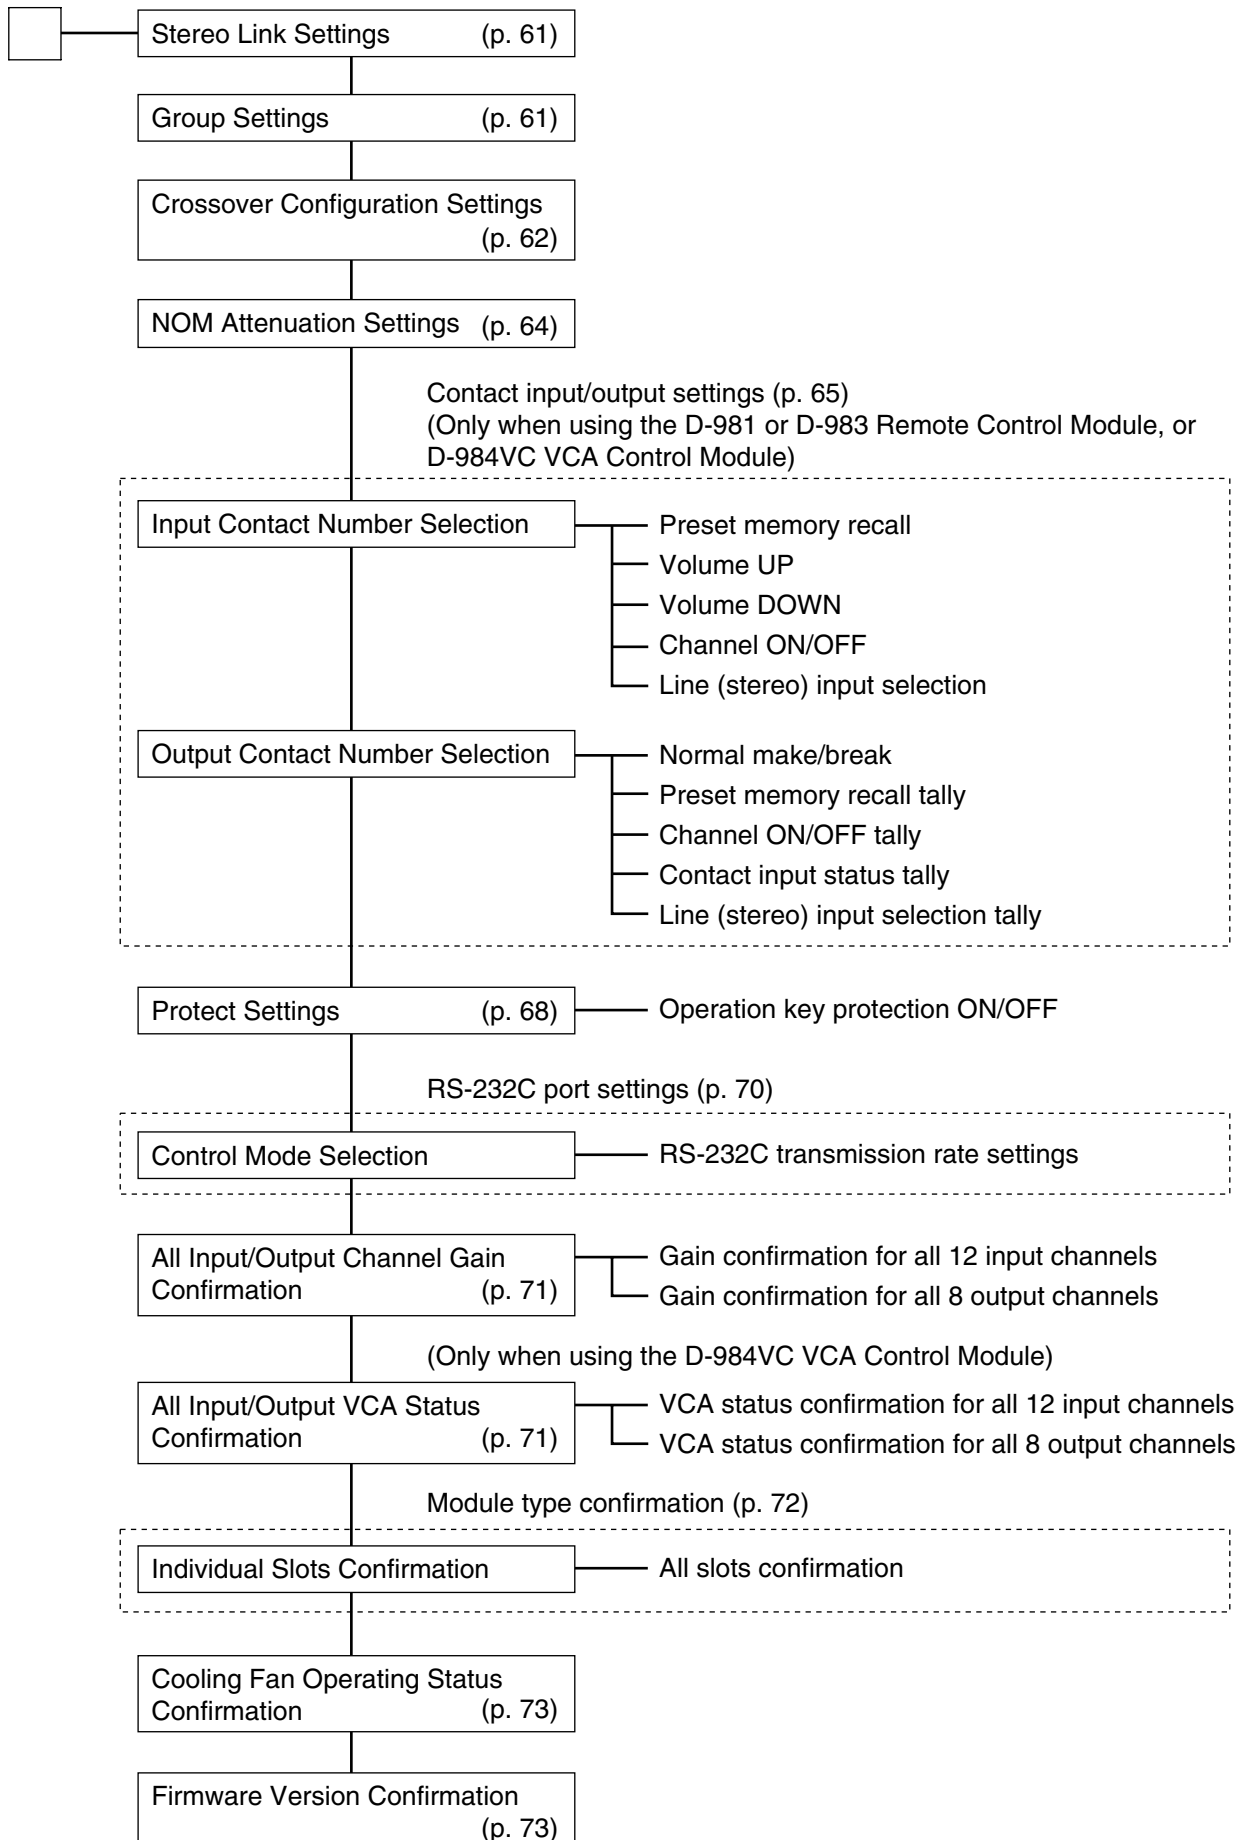 Stereo Link Settings (p. 61)
Group Settings (p. 61)
Crossover Configuration Settings
(p. 62)
NOM Attenuation Settings (p. 64)
Contact input/output settings (p. 65)
(Only when using the D-981 or D-983 Remote Control Module, or
D-984VC VCA Control Module)
Input Contact Number Selection
Preset memory recall
Volume UP
Volume DOWN
Channel ON/OFF
Line (stereo) input selection
Output Contact Number Selection
Normal make/break
Preset memory recall tally
Channel ON/OFF tally
Contact input status tally
Line (stereo) input selection tally
Protect Settings (p. 68)
Operation key protection ON/OFF
RS-232C port settings (p. 70)
Control Mode Selection
RS-232C transmission rate settings
All Input/Output Channel Gain
Confirmation (p. 71)
Gain confirmation for all 12 input channels
Gain confirmation for all 8 output channels
(Only when using the D-984VC VCA Control Module)
All Input/Output VCA Status
Confirmation (p. 71)
VCA status confirmation for all 12 input channels
VCA status confirmation for all 8 output channels
Module type confirmation (p. 72)
Individual Slots Confirmation
All slots confirmation
Cooling Fan Operating Status
Confirmation (p. 73)
Firmware Version Confirmation
(p. 73)